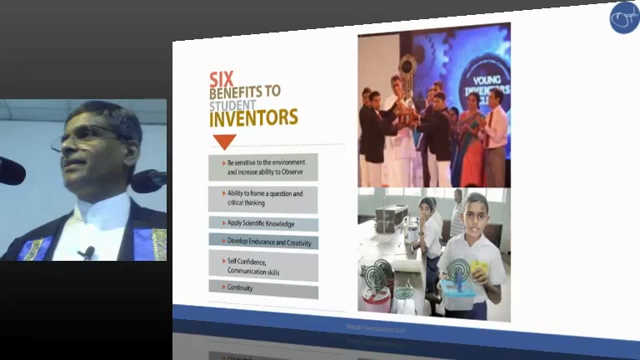 SIX
BENEFITS TO
STUDENT
INVENTORS
Be sensitive to the environment
and increase ability to Observe
Ability to frame a question and
critical thinking
Apply Scientific Knowledge
Develop Endurance and Creativity
Self Confidence,
Communication skills
Continuity
YOUNG
INVENTORS